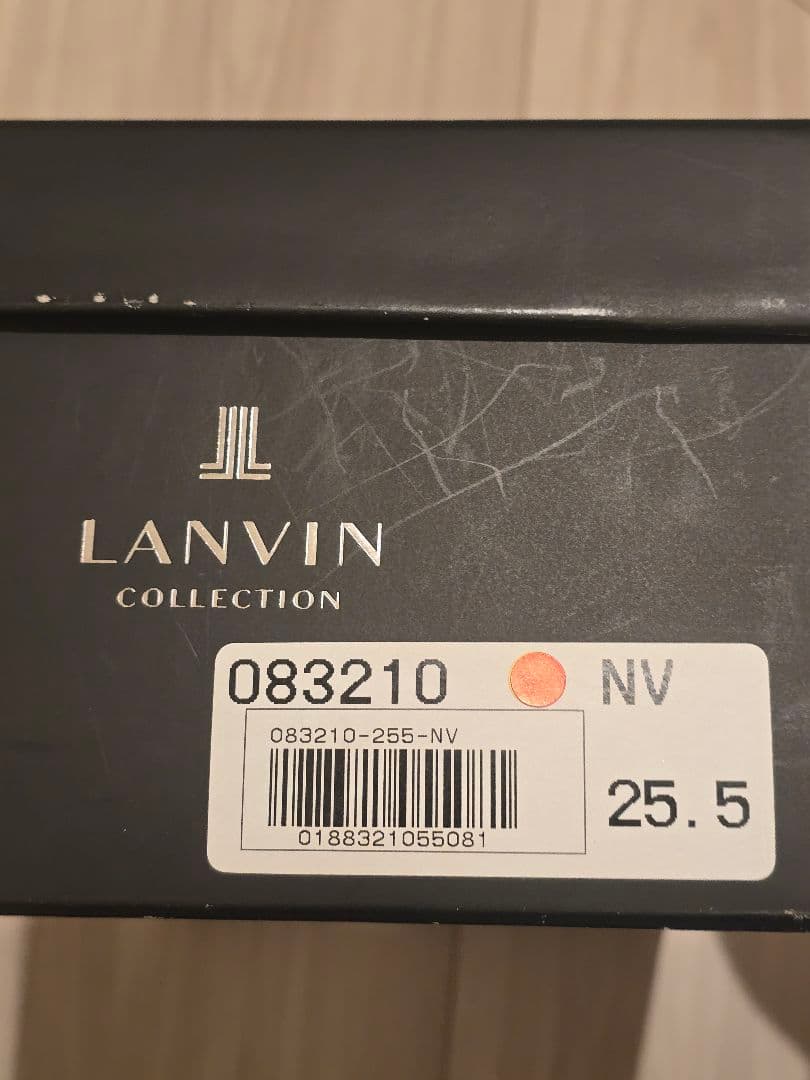 LANVIN
COLLECTION
083210 NV
083210-255-NV
0188321055081
25.5